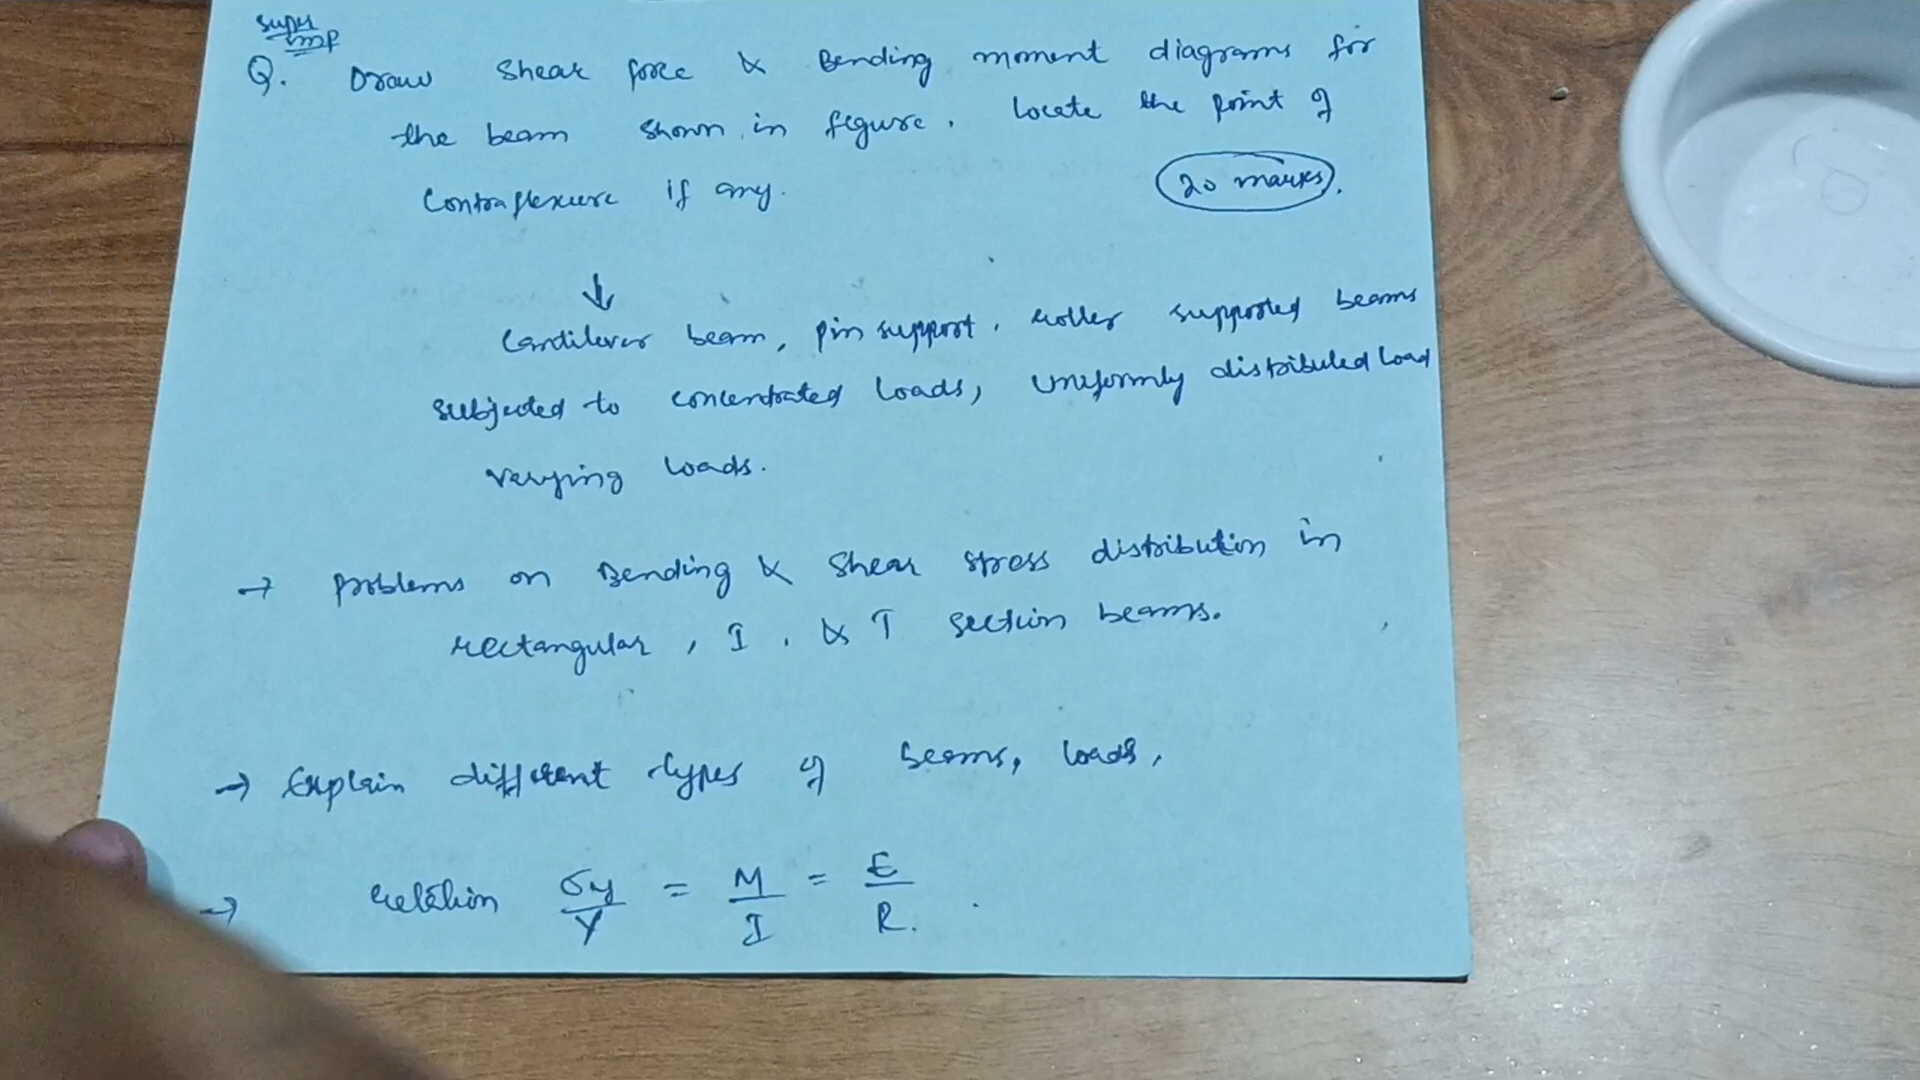 super
imp
Q. Draw shear force & Bending moment diagrams for
the beam shown in figure. Locate the point of
Contraflexure if any.
20 marks.
↓
Cantilever beam, pin support, roller supported beams
subjected to concentrated loads, uniformly distributed load
varying loads.
→ problems on Bending & shear stress distribution in
rectangular, I, & T section beams.
→ Explain different types of beams, loads,
→ relation σy/Y = M/I = E/R.